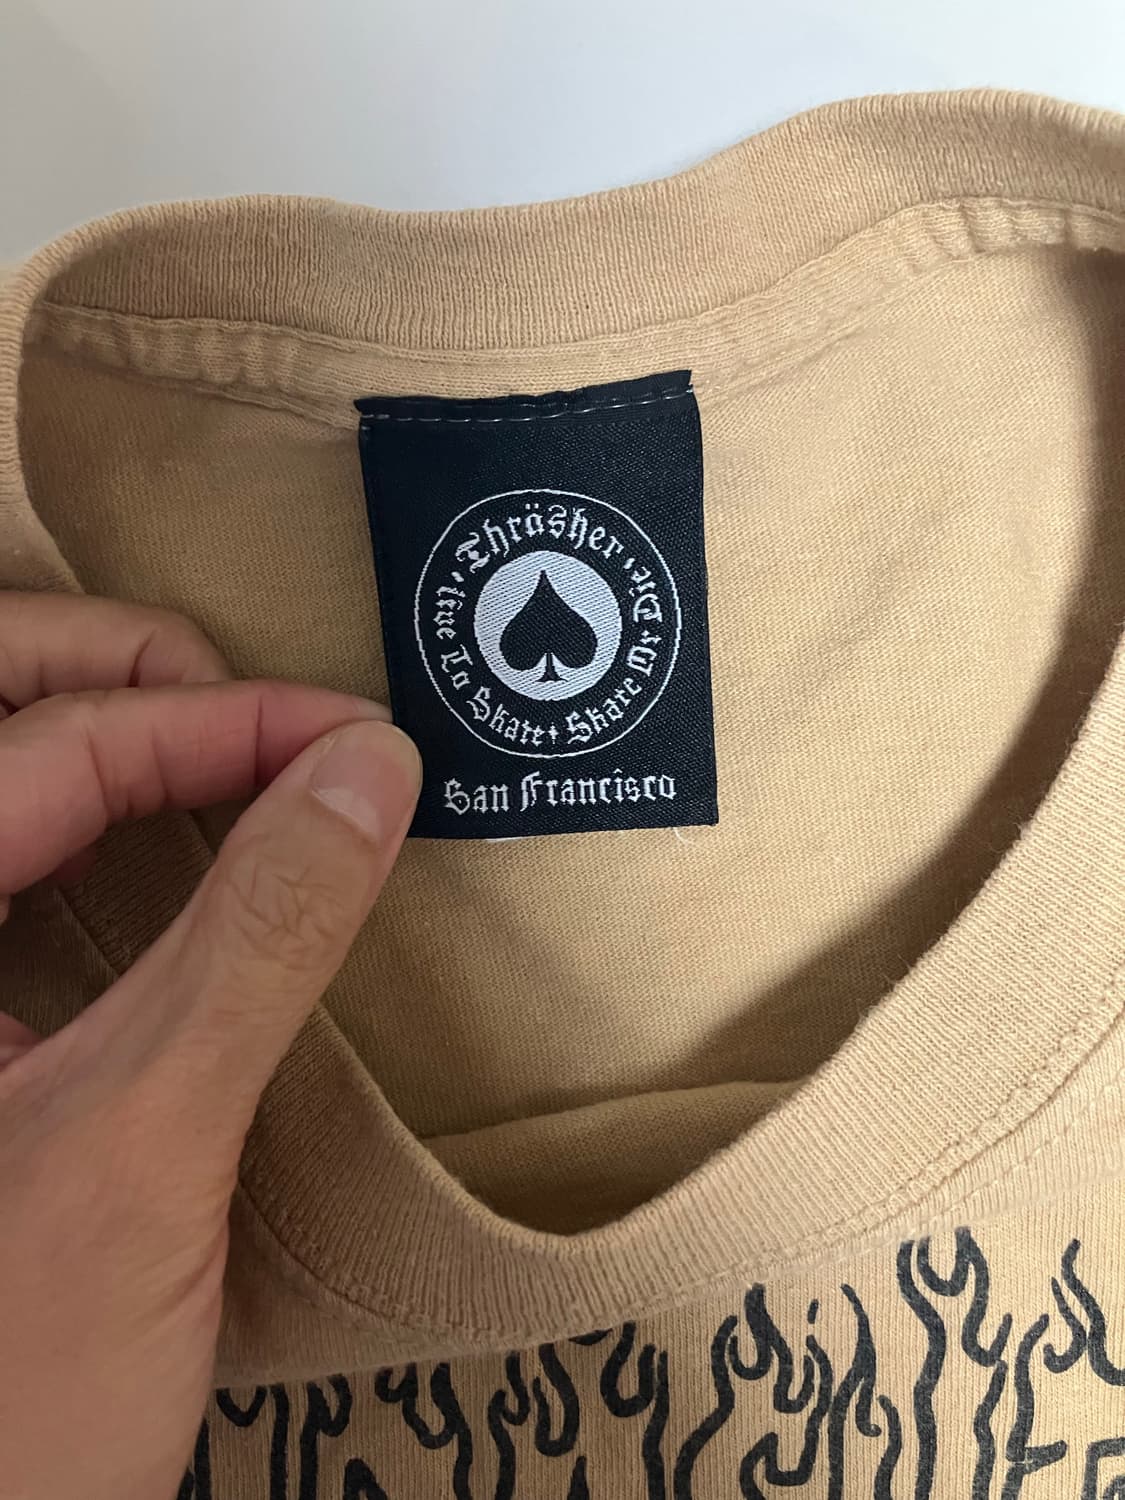 Thräsher
Live To Skate
Skate Or Die
San Francisco